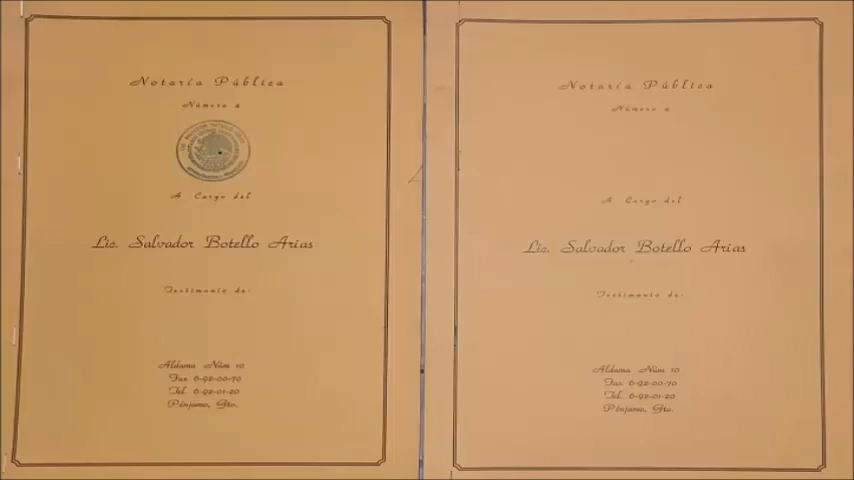 Notaría Pública
Número
A Cargo del
Lic. Salvador Botello Arias
Testimonio de:
Aldama Núm 10
Fax 6-92-00-70
Tel. 6-92-01-20
Pénjamo, Gto.
Notaría Pública
Número
A Cargo del
Lic. Salvador Botello Arias
Testimonio de:
Aldama Núm 10
Fax 6-92-00-70
Tel. 6-92-01-20
Pénjamo, Gto.